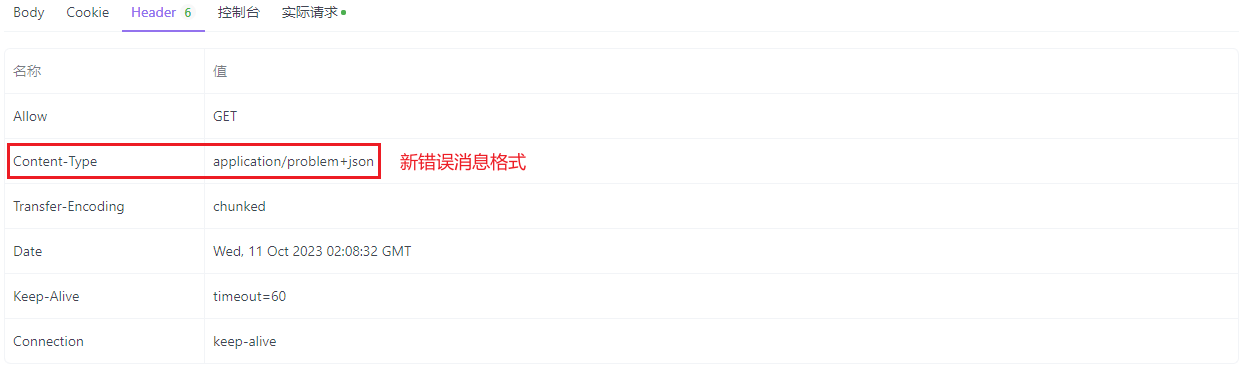 Body Cookie Header 6 控制台 实际请求
名称 值
Allow GET
Content-Type application/problem+json 新错误消息格式
Transfer-Encoding chunked
Date Wed, 11 Oct 2023 02:08:32 GMT
Keep-Alive timeout=60
Connection keep-alive